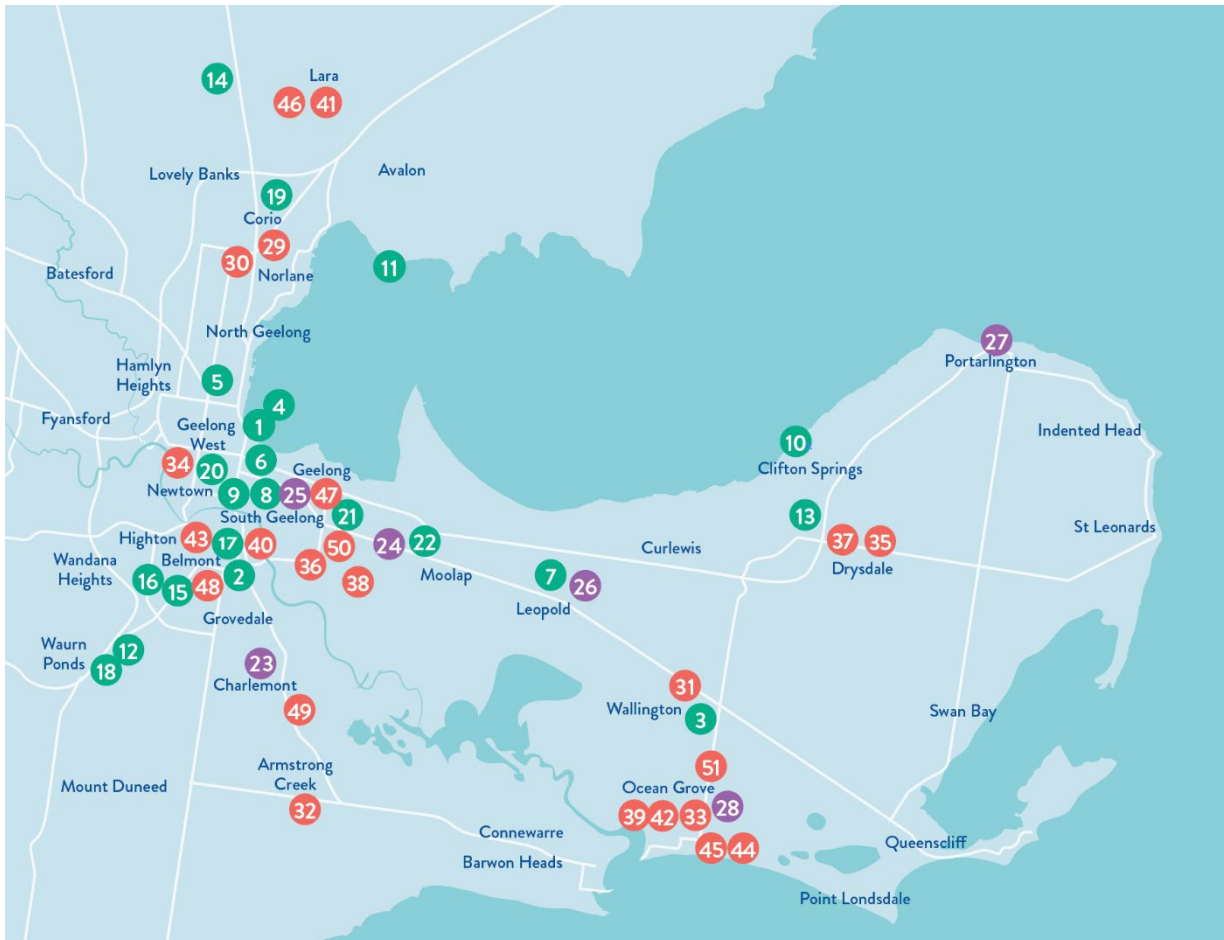 14
Lara
46
41
Lovely Banks
Avalon
19
Corio
29
30
11
Batesford
Norlane
North Geelong
27
Portarlington
Hamlyn
Heights
5
4
Fyansford
Geelong
West
1
Indented Head
10
Clifton Springs
34
20
6
Geelong
Newtown
9
8
25
47
South Geelong
21
13
St Leonards
Highton
43
17
40
50
24
22
Curlewis
37
35
Drysdale
Wandana
Heights
Belmont
36
Moolap
16
15
48
2
38
7
26
Leopold
Grovedale
Waurn
Ponds
12
18
23
Charlemont
31
Wallington
3
49
Swan Bay
Armstrong
Creek
Mount Duneed
51
Ocean Grove
32
39
42
33
28
Connewarre
Barwon Heads
45
44
Queenscliff
Point Londsdale